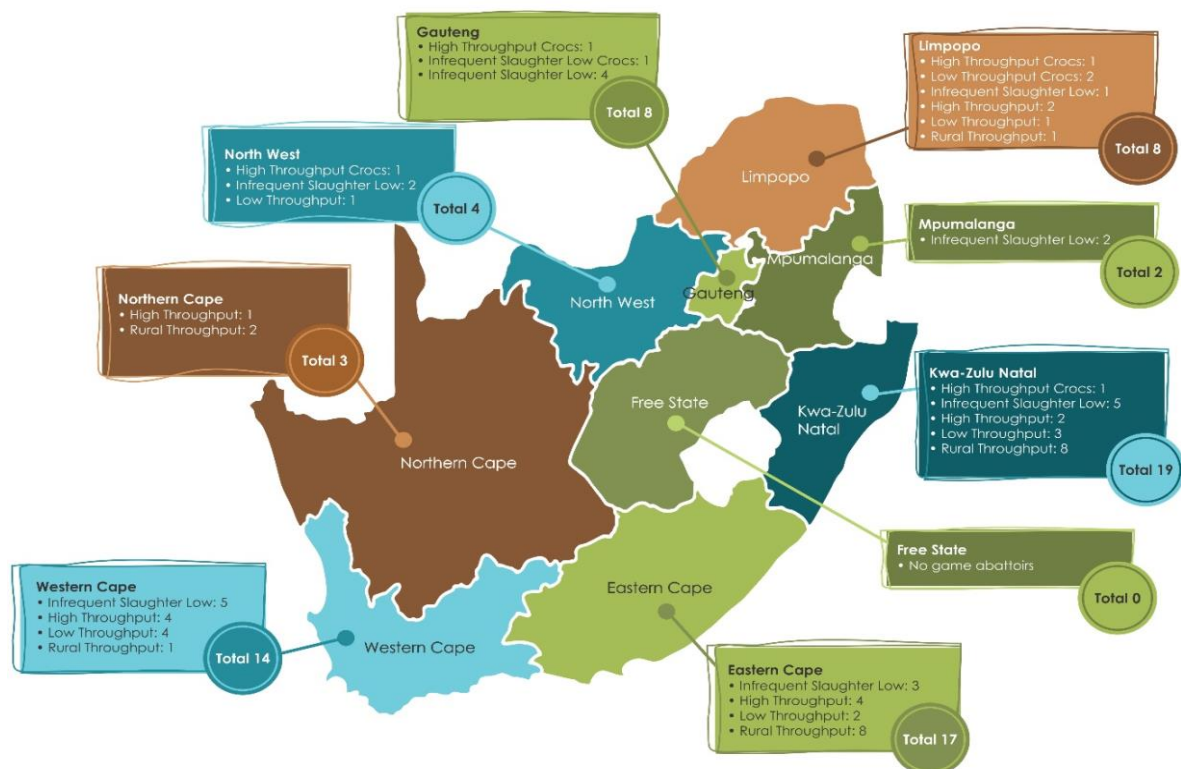 Gauteng
• High Throughput Crocs: 1
• Infrequent Slaughter Low Crocs: 1
• Infrequent Slaughter Low: 4
Total 8
Limpopo
• High Throughput Crocs: 1
• Low Throughput Crocs: 2
• Infrequent Slaughter Low: 1
• High Throughput: 2
• Low Throughput: 1
• Rural Throughput: 1
Total 8
North West
• High Throughput Crocs: 1
• Infrequent Slaughter Low: 2
• Low Throughput: 1
Total 4
Mpumalanga
• Infrequent Slaughter Low: 2
Total 2
Northern Cape
• High Throughput: 1
• Rural Throughput: 2
Total 3
Kwa-Zulu Natal
• High Throughput Crocs: 1
• Infrequent Slaughter Low: 5
• High Throughput: 2
• Low Throughput: 3
• Rural Throughput: 8
Total 19
Free State
• No game abattoirs
Total 0
Western Cape
• Infrequent Slaughter Low: 5
• High Throughput: 4
• Low Throughput: 4
• Rural Throughput: 1
Total 14
Eastern Cape
• Infrequent Slaughter Low: 3
• High Throughput: 4
• Low Throughput: 2
• Rural Throughput: 8
Total 17
Limpopo
Mpumalanga
North West
Gauteng
Free State
Kwa-Zulu
Natal
Northern Cape
Eastern Cape
Western Cape